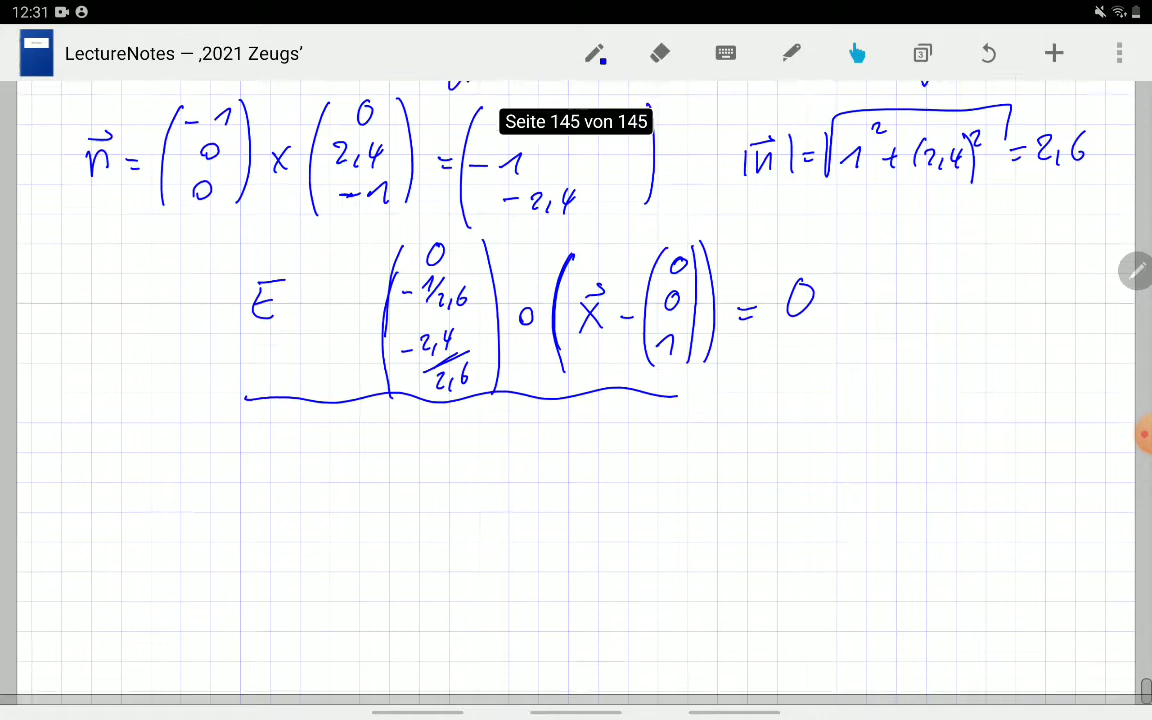 12:31
LectureNotes — ‚2021 Zeugs’
3
Seite 145 von 145
n⃗ = (-1 0 0) × (0 2,4 -1) = (-1 -2,4) |n⃗| = √(1² + (2,4)²) = 2,6
E (0 -1/2,6 -2,4/2,6) o (x⃗ - (0 0 1)) = 0